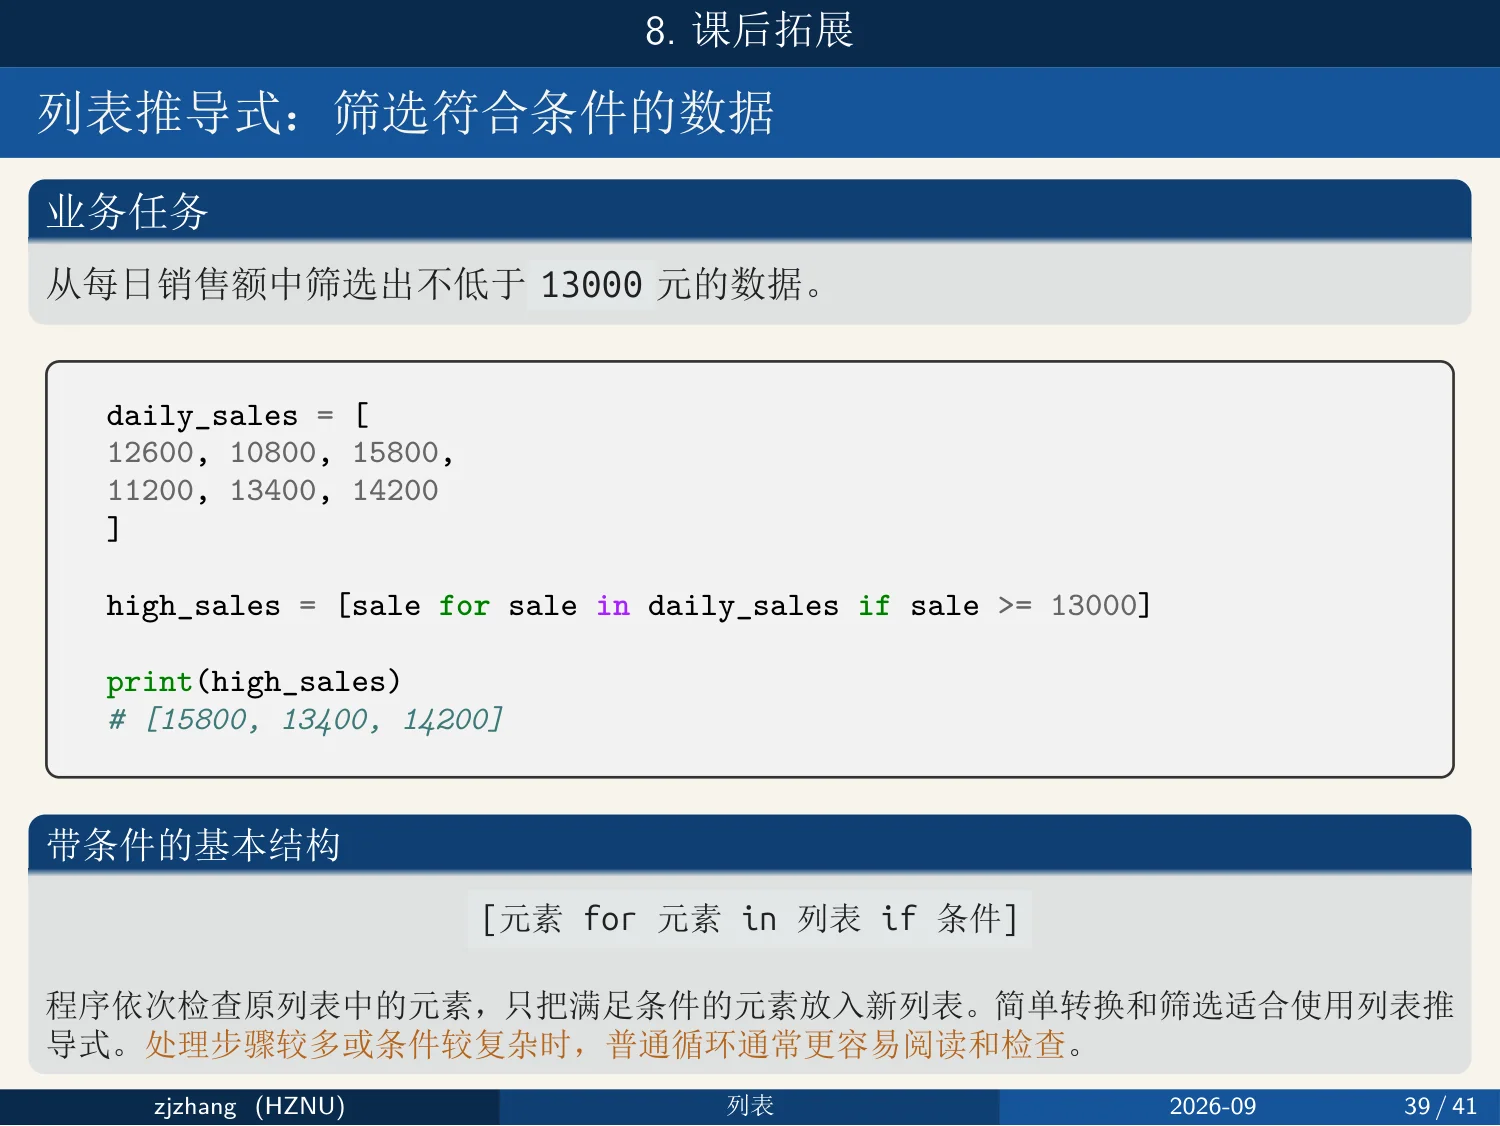 8. 课后拓展
列表推导式：筛选符合条件的数据
业务任务
从每日销售额中筛选出不低于 13000 元的数据。
daily_sales = [
12600, 10800, 15800,
11200, 13400, 14200
]
high_sales = [sale for sale in daily_sales if sale >= 13000]
print(high_sales)
# [15800, 13400, 14200]
带条件的基本结构
[元素 for 元素 in 列表 if 条件]
程序依次检查原列表中的元素，只把满足条件的元素放入新列表。简单转换和筛选适合使用列表推
导式。处理步骤较多或条件较复杂时，普通循环通常更容易阅读和检查。
zjzhang (HZNU) 列表 2026-09 39 / 41